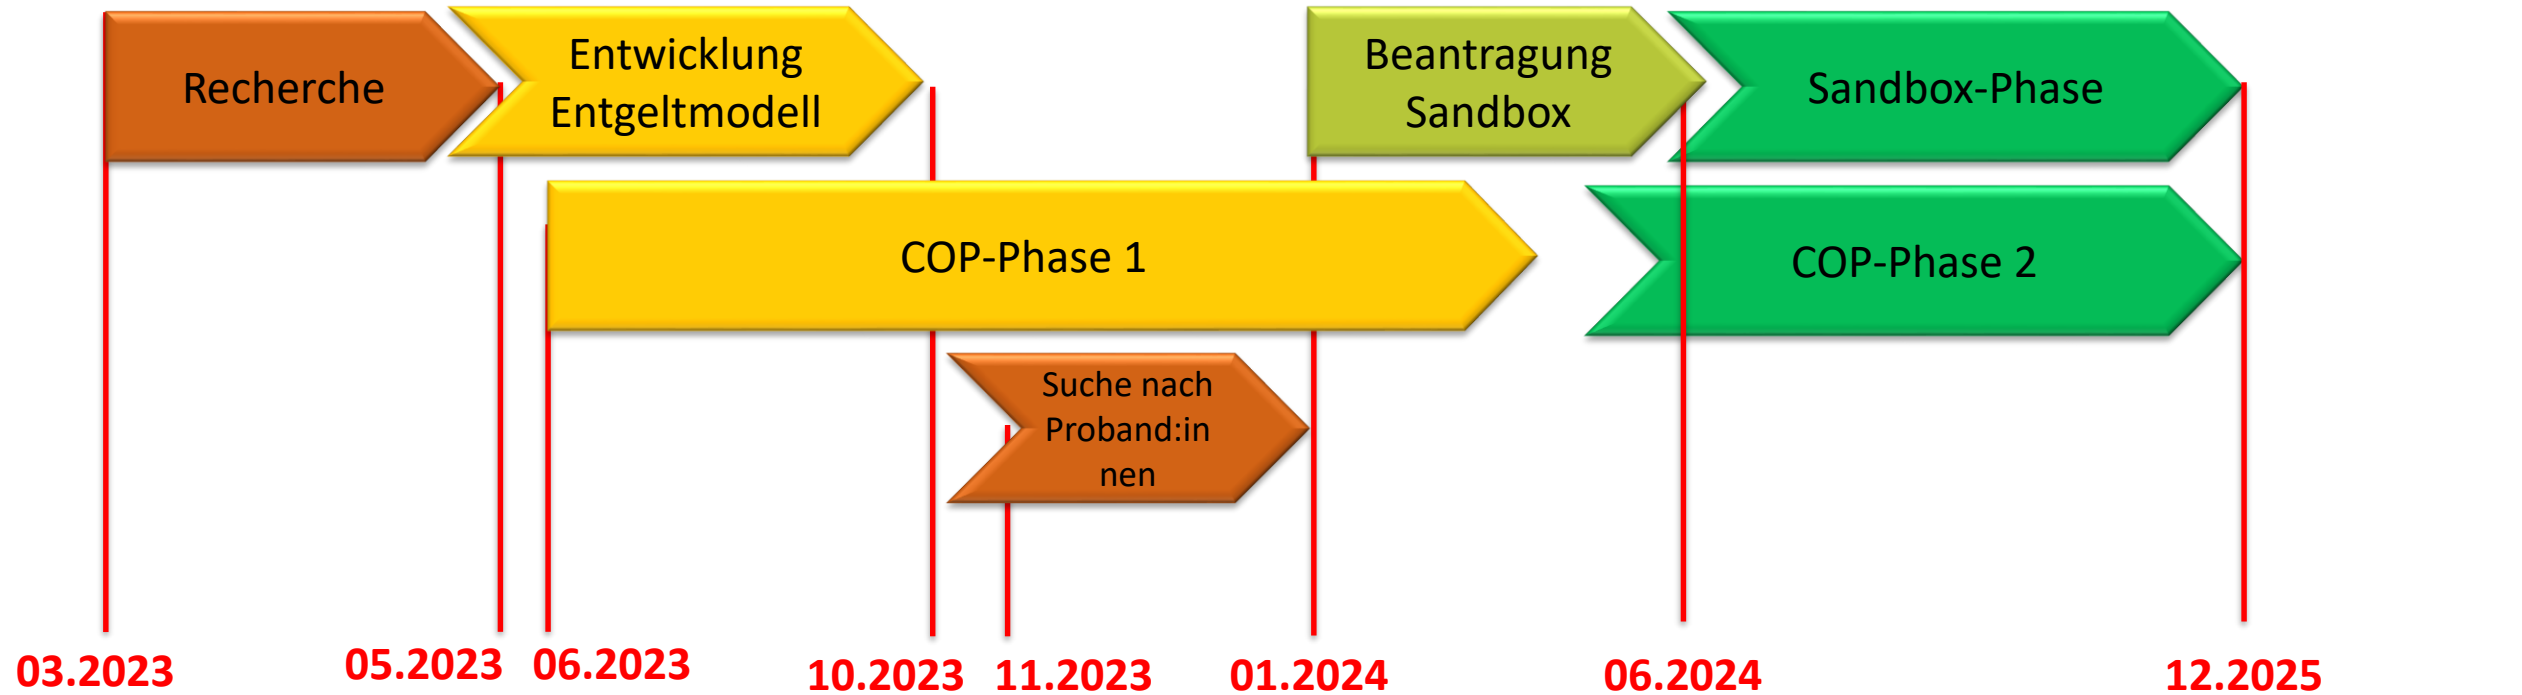 Recherche
Entwicklung
Entgeltmodell
Beantragung
Sandbox
Sandbox-Phase
COP-Phase 1
COP-Phase 2
Suche nach
Proband:in
nen
03.2023
05.2023
06.2023
10.2023
11.2023
01.2024
06.2024
12.2025